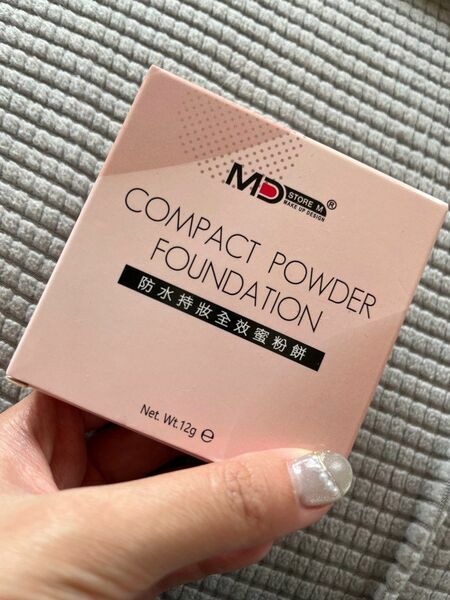 MD STORE M ®
MAKE UP DESIGN
COMPACT POWDER
FOUNDATION
防水持妝全效蜜粉餅
Net. Wt.12g ℮